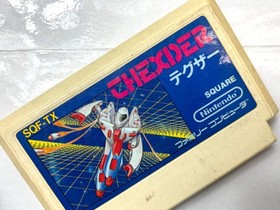 THEXDER
テグザー
SQF-TX
SQUARE
Nintendo
ファミリー コンピュータ